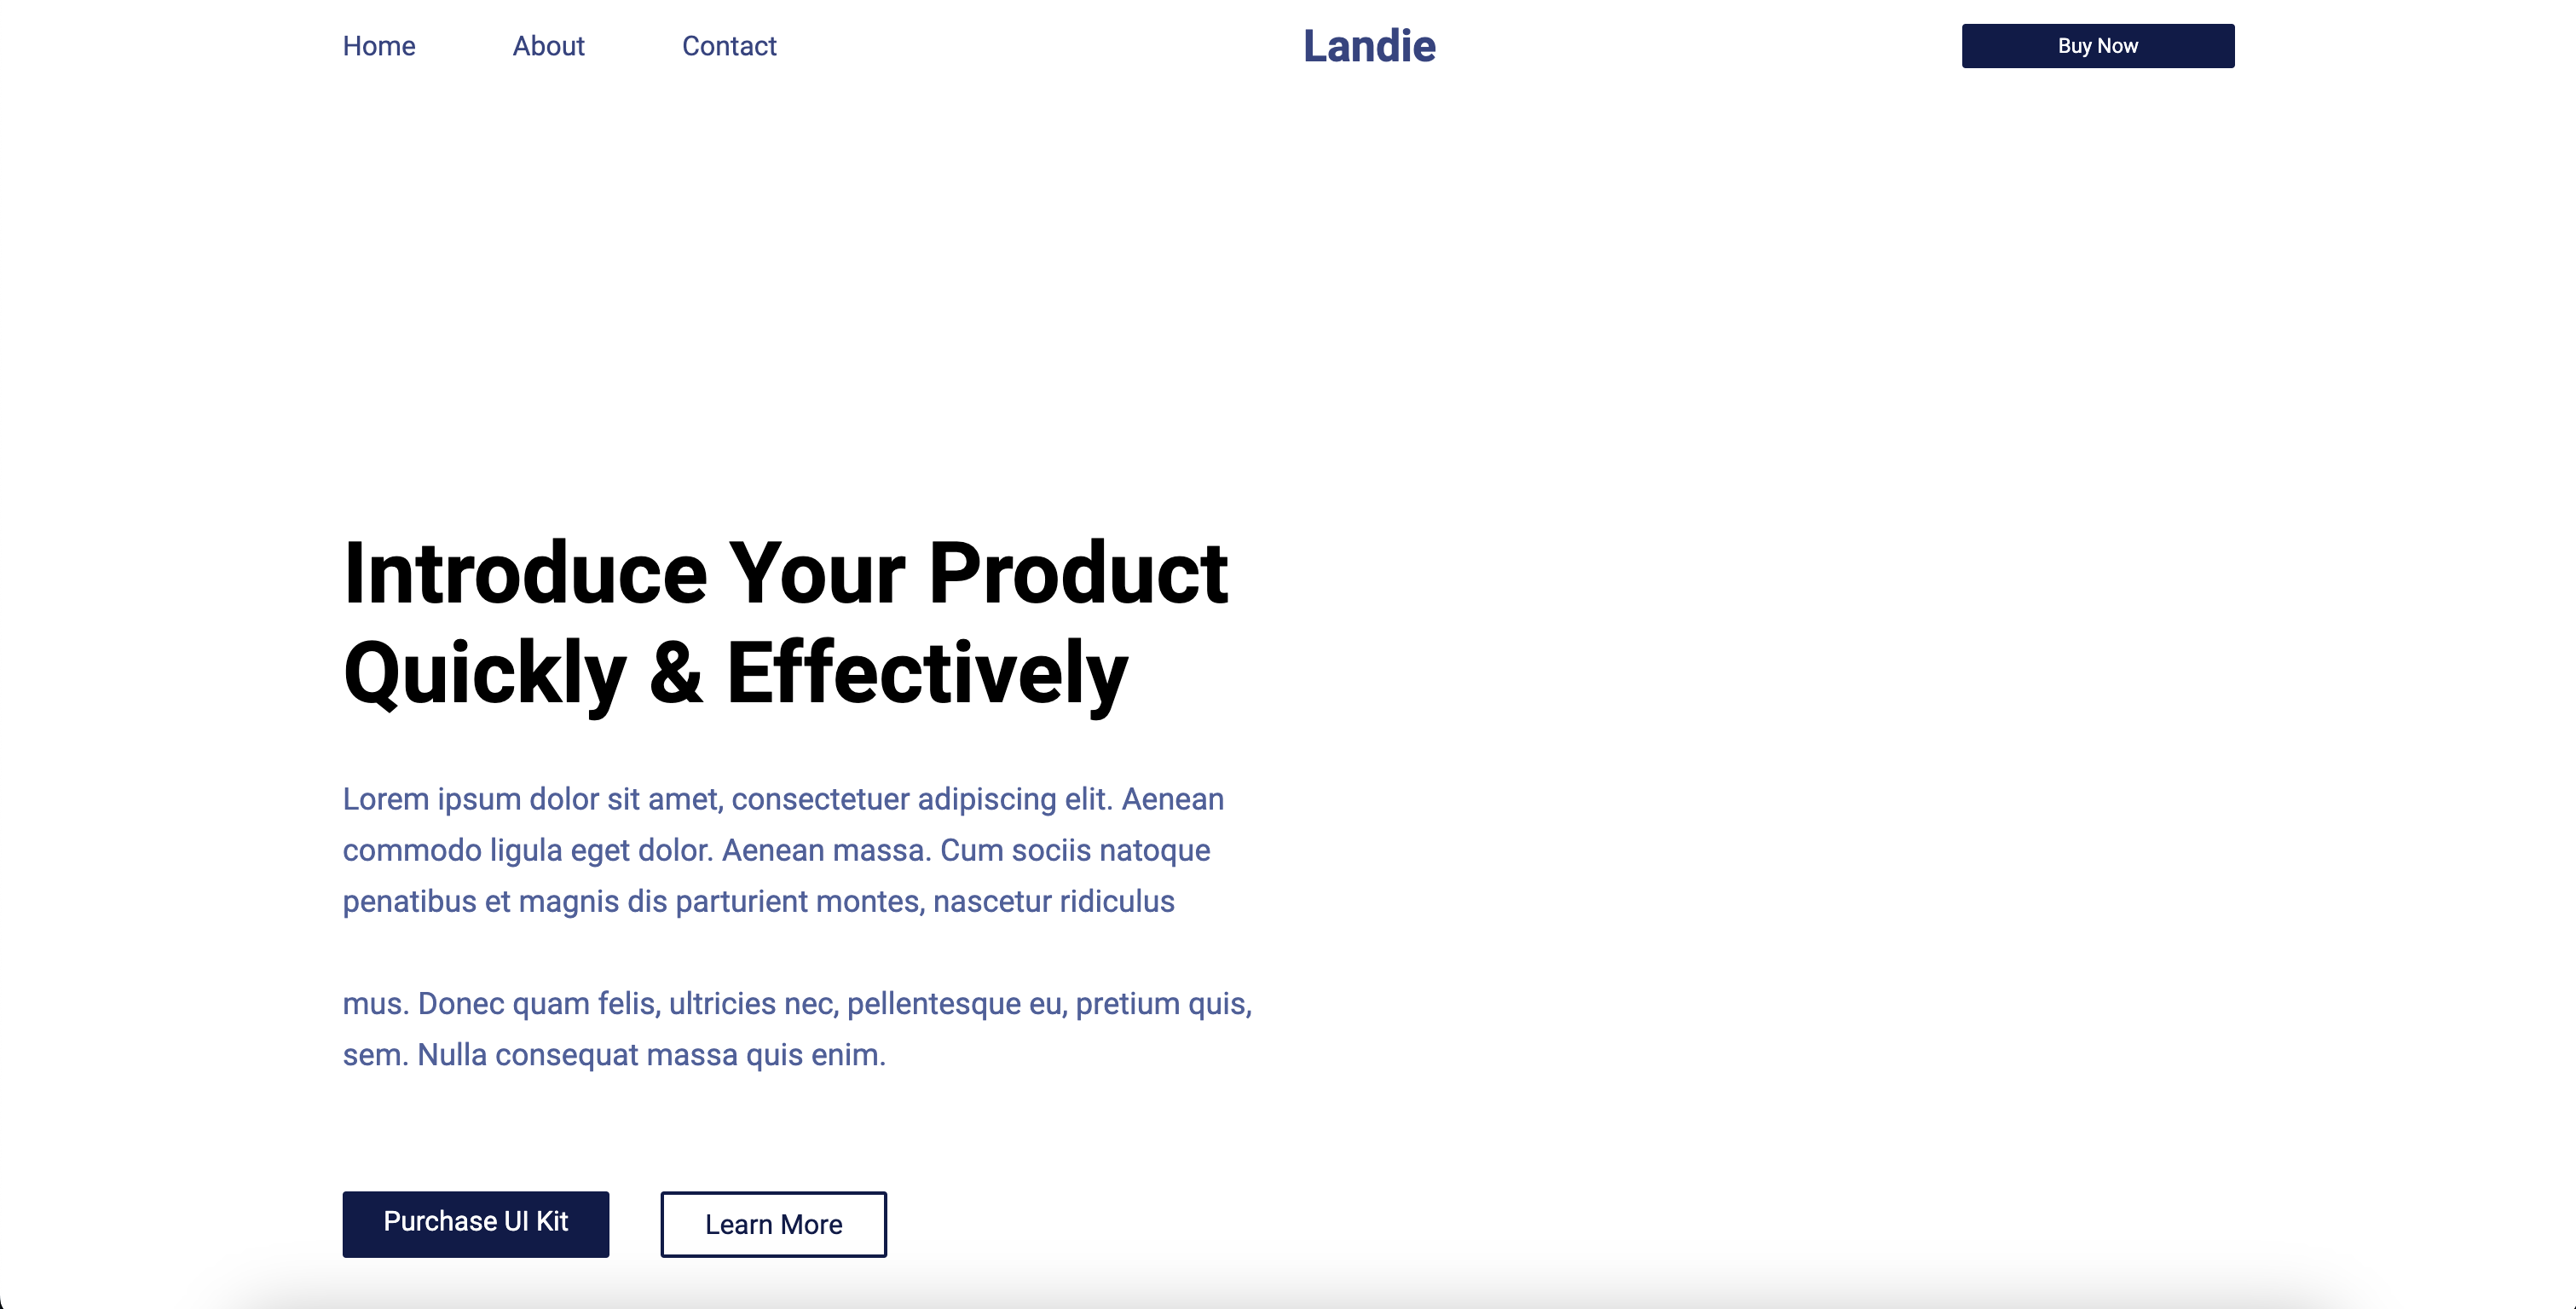 Home About Contact Landie Buy Now
Introduce Your Product
Quickly & Effectively
Lorem ipsum dolor sit amet, consectetuer adipiscing elit. Aenean
commodo ligula eget dolor. Aenean massa. Cum sociis natoque
penatibus et magnis dis parturient montes, nascetur ridiculus
mus. Donec quam felis, ultricies nec, pellentesque eu, pretium quis,
sem. Nulla consequat massa quis enim.
Purchase UI Kit Learn More